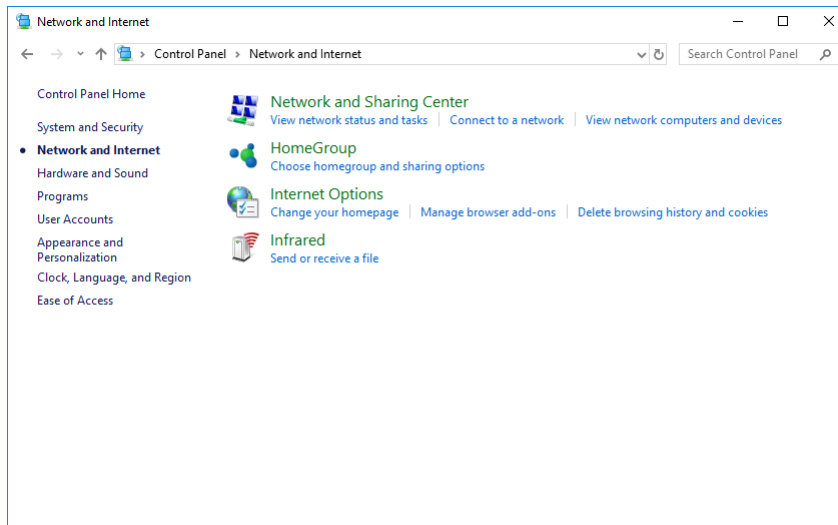 Network and Internet
Control Panel > Network and Internet
Search Control Panel
Control Panel Home
System and Security
Network and Internet
Hardware and Sound
Programs
User Accounts
Appearance and
Personalization
Clock, Language, and Region
Ease of Access
Network and Sharing Center
View network status and tasks | Connect to a network | View network computers and devices
HomeGroup
Choose homegroup and sharing options
Internet Options
Change your homepage | Manage browser add-ons | Delete browsing history and cookies
Infrared
Send or receive a file